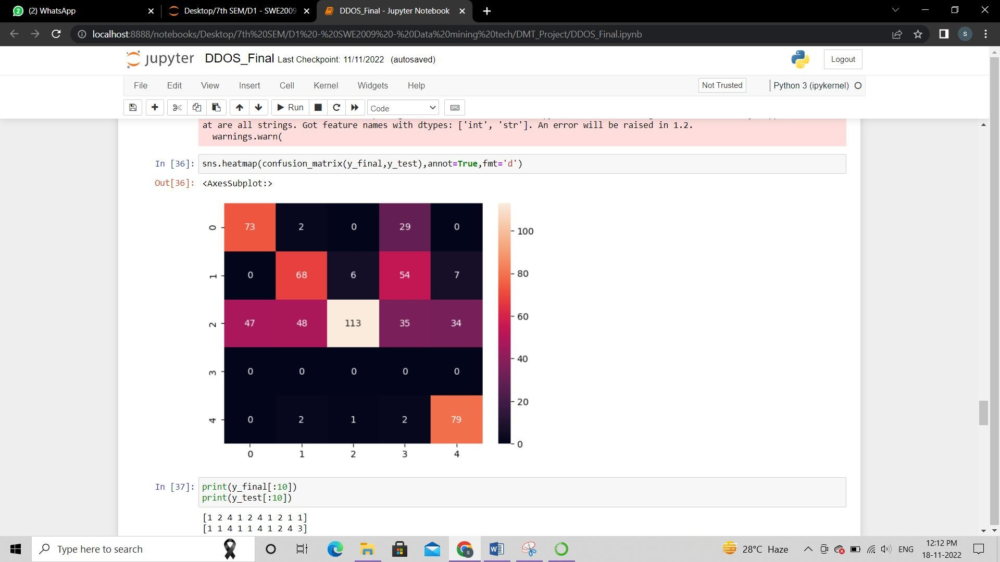 (2) WhatsApp
Desktop/7th SEM/D1 - SWE2009
DDOS_Final - Jupyter Notebook
localhost:8888/notebooks/Desktop/7th%20SEM/D1%20-%20SWE2009%20-%20Data%20mining%20tech/DMT_Project/DDOS_Final.ipynb
s
jupyter DDOS_Final Last Checkpoint: 11/11/2022 (autosaved)
Logout
File Edit View Insert Cell Kernel Widgets Help
Not Trusted
Python 3 (ipykernel)
Run
Code
at are all strings. Got feature names with dtypes: ['int', 'str']. An error will be raised in 1.2.
warnings.warn(
In [36]: sns.heatmap(confusion_matrix(y_final,y_test),annot=True,fmt='d')
Out[36]: <AxesSubplot:>
0 73 2 0 29 0
1 0 68 6 54 7
2 47 48 113 35 34
3 0 0 0 0 0
4 0 2 1 2 79
0 1 2 3 4
100
80
60
40
20
0
In [37]: print(y_final[:10])
print(y_test[:10])
[1 2 4 1 2 4 1 2 1 1]
[1 1 4 1 1 4 1 2 4 3]
Type here to search
28°C Haze
ENG
12:12 PM
18-11-2022